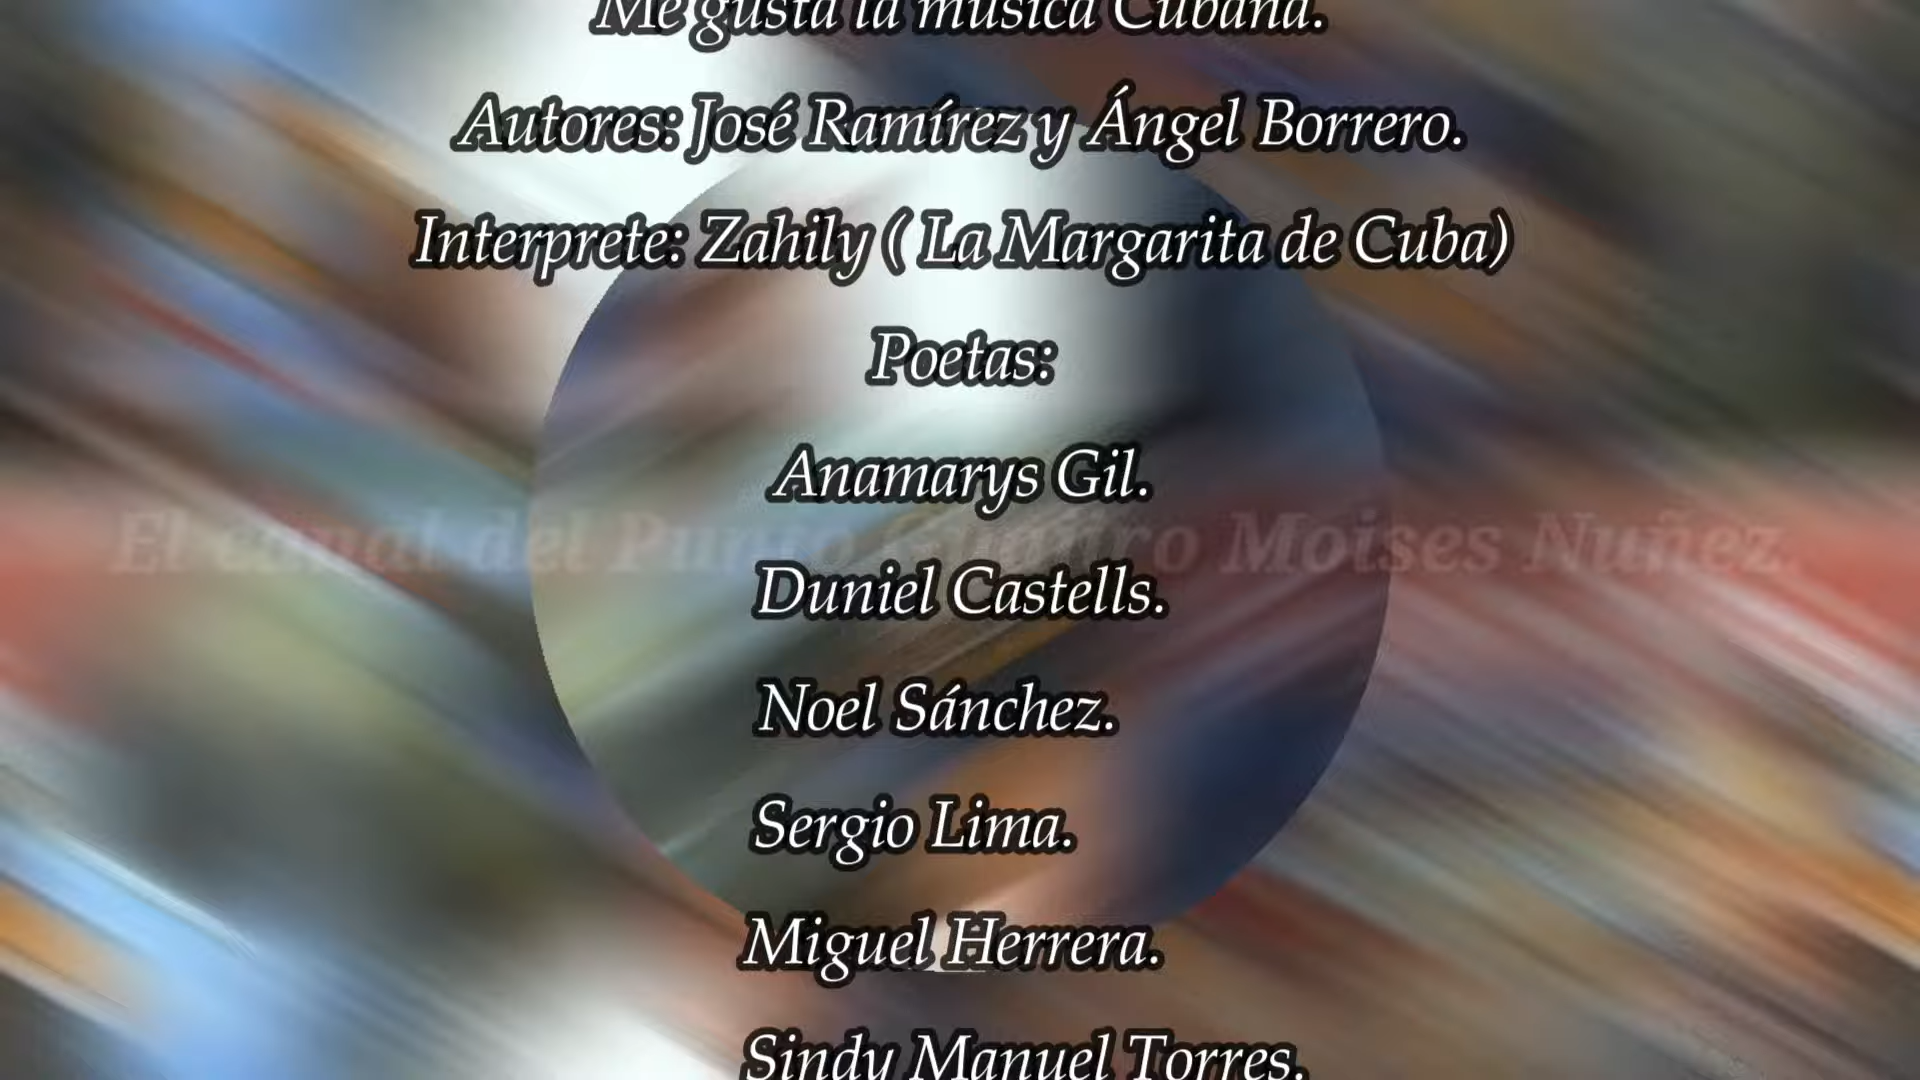 Me gusta la música Cubana.
Autores: José Ramírez y Ángel Borrero.
Interprete: Zahily ( La Margarita de Cuba)
Poetas:
Anamarys Gil.
El canal del Punto Guajiro Moises Nuñez.
Duniel Castells.
Noel Sánchez.
Sergio Lima.
Miguel Herrera.
Sindy Manuel Torres.